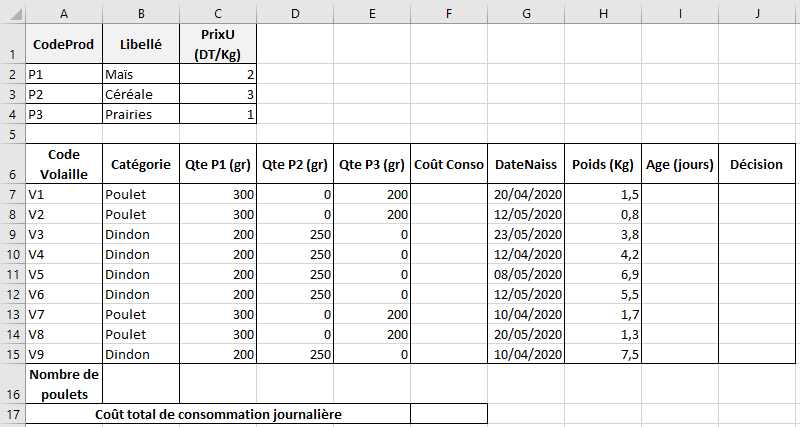 A B C D E F G H I J
1 CodeProd Libellé PrixU (DT/Kg)
2 P1 Maïs 2
3 P2 Céréale 3
4 P3 Prairies 1
5
6 Code Volaille Catégorie Qte P1 (gr) Qte P2 (gr) Qte P3 (gr) Coût Conso DateNaiss Poids (Kg) Age (jours) Décision
7 V1 Poulet 300 0 200 20/04/2020 1,5
8 V2 Poulet 300 0 200 12/05/2020 0,8
9 V3 Dindon 200 250 0 23/05/2020 3,8
10 V4 Dindon 200 250 0 12/04/2020 4,2
11 V5 Dindon 200 250 0 08/05/2020 6,9
12 V6 Dindon 200 250 0 12/05/2020 5,5
13 V7 Poulet 300 0 200 10/04/2020 1,7
14 V8 Poulet 300 0 200 20/05/2020 1,3
15 V9 Dindon 200 250 0 10/04/2020 7,5
16 Nombre de poulets
17 Coût total de consommation journalière